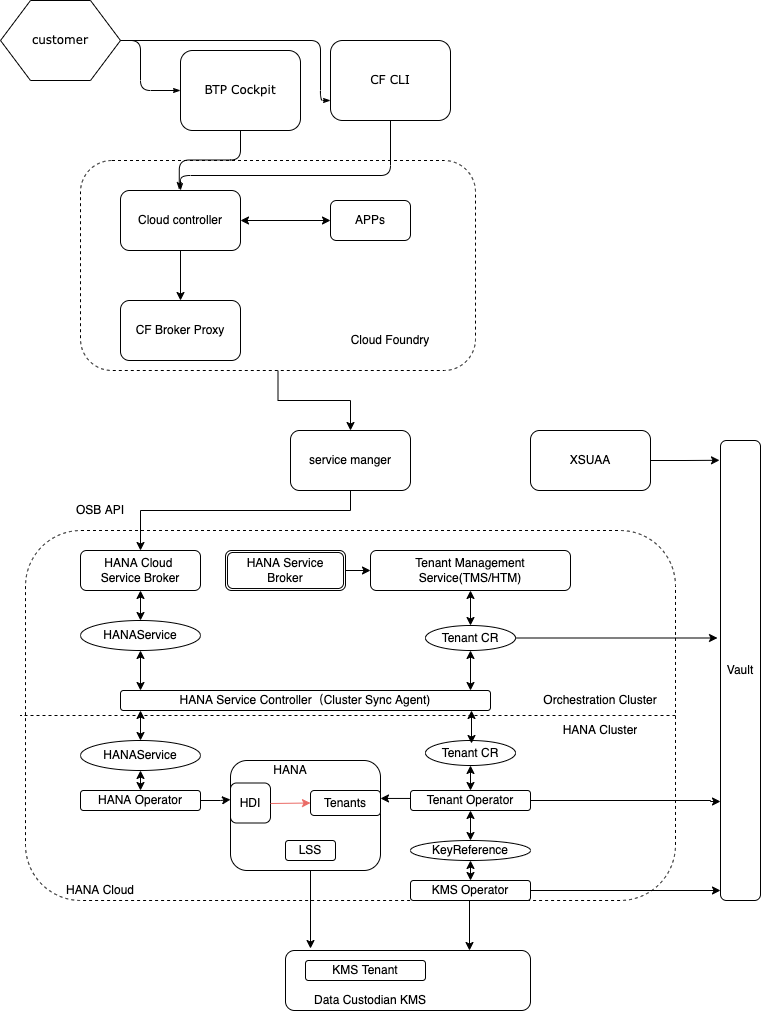 customer
BTP Cockpit
CF CLI
Cloud controller
APPs
CF Broker Proxy
Cloud Foundry
service manger
XSUAA
OSB API
HANA Cloud
Service Broker
HANA Service
Broker
Tenant Management
Service(TMS/HTM)
HANAService
Tenant CR
Vault
HANA Service Controller（Cluster Sync Agent)
Orchestration Cluster
HANA Cluster
HANAService
Tenant CR
HANA
HANA Operator
HDI
Tenants
Tenant Operator
LSS
KeyReference
HANA Cloud
KMS Operator
KMS Tenant
Data Custodian KMS